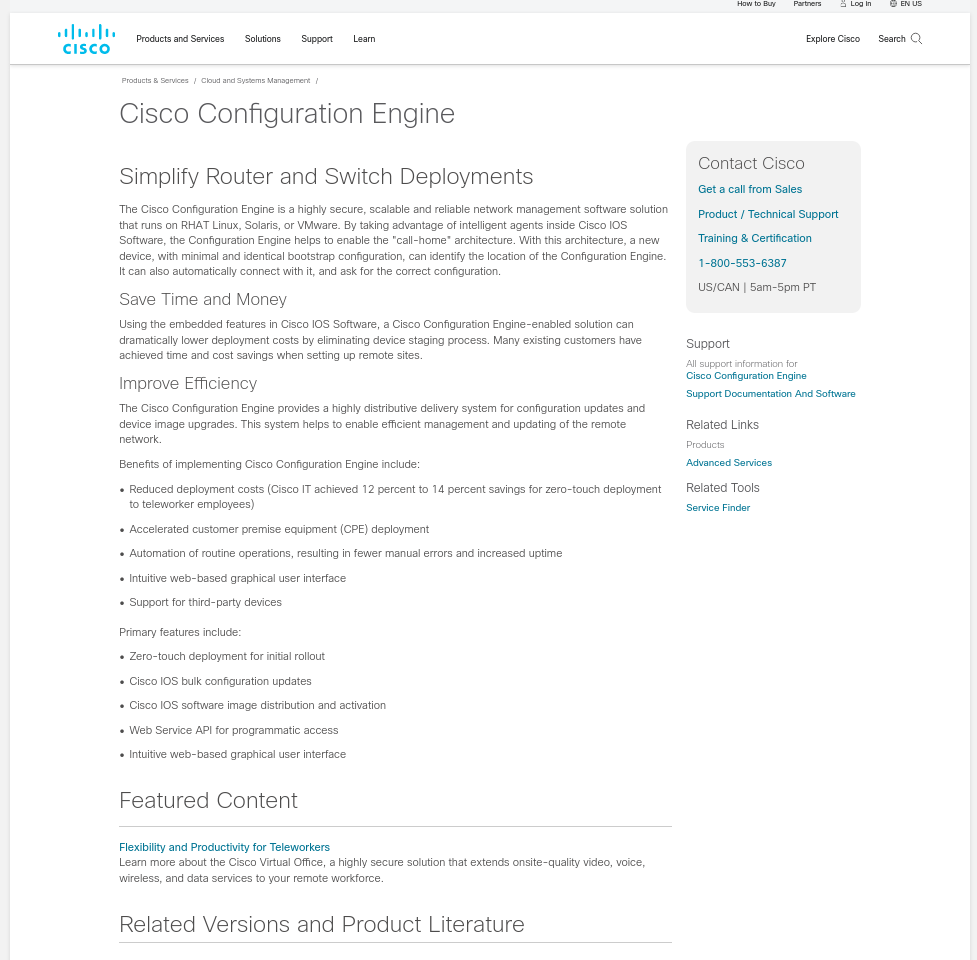 How to Buy Partners Log in EN US
CISCO Products and Services Solutions Support Learn Explore Cisco Search
Products & Services / Cloud and Systems Management /
Cisco Configuration Engine
Simplify Router and Switch Deployments
The Cisco Configuration Engine is a highly secure, scalable and reliable network management software solution
that runs on RHAT Linux, Solaris, or VMware. By taking advantage of intelligent agents inside Cisco IOS
Software, the Configuration Engine helps to enable the "call-home" architecture. With this architecture, a new
device, with minimal and identical bootstrap configuration, can identify the location of the Configuration Engine.
It can also automatically connect with it, and ask for the correct configuration.
Save Time and Money
Using the embedded features in Cisco IOS Software, a Cisco Configuration Engine-enabled solution can
dramatically lower deployment costs by eliminating device staging process. Many existing customers have
achieved time and cost savings when setting up remote sites.
Improve Efficiency
The Cisco Configuration Engine provides a highly distributive delivery system for configuration updates and
device image upgrades. This system helps to enable efficient management and updating of the remote
network.
Benefits of implementing Cisco Configuration Engine include:
• Reduced deployment costs (Cisco IT achieved 12 percent to 14 percent savings for zero-touch deployment
to teleworker employees)
• Accelerated customer premise equipment (CPE) deployment
• Automation of routine operations, resulting in fewer manual errors and increased uptime
• Intuitive web-based graphical user interface
• Support for third-party devices
Primary features include:
• Zero-touch deployment for initial rollout
• Cisco IOS bulk configuration updates
• Cisco IOS software image distribution and activation
• Web Service API for programmatic access
• Intuitive web-based graphical user interface
Featured Content
Flexibility and Productivity for Teleworkers
Learn more about the Cisco Virtual Office, a highly secure solution that extends onsite-quality video, voice,
wireless, and data services to your remote workforce.
Related Versions and Product Literature
Contact Cisco
Get a call from Sales
Product / Technical Support
Training & Certification
1-800-553-6387
US/CAN | 5am-5pm PT
Support
All support information for
Cisco Configuration Engine
Support Documentation And Software
Related Links
Products
Advanced Services
Related Tools
Service Finder